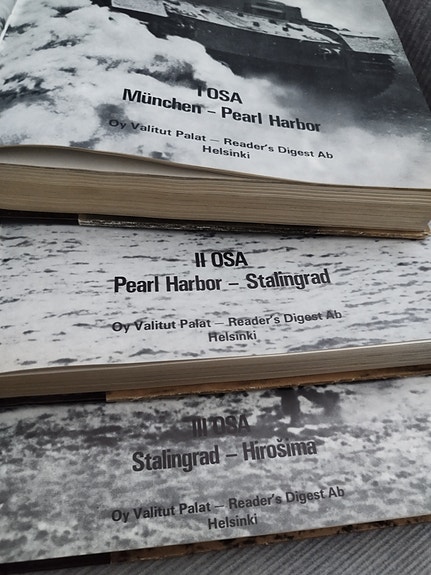 I OSA
München – Pearl Harbor
Oy Valitut Palat – Reader's Digest Ab
Helsinki
II OSA
Pearl Harbor – Stalingrad
Oy Valitut Palat – Reader's Digest Ab
Helsinki
III OSA
Stalingrad – Hirošima
Oy Valitut Palat – Reader's Digest Ab
Helsinki